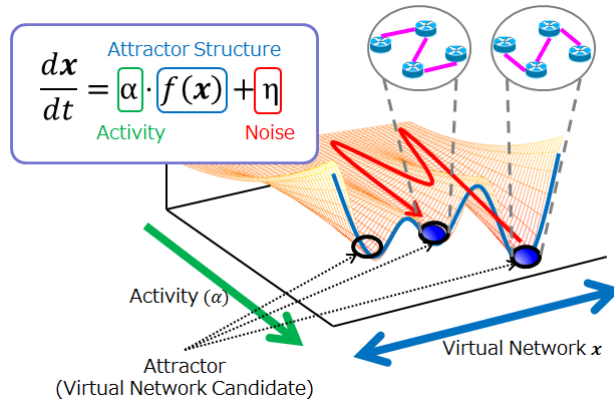 Attractor Structure
dx/dt = α · f(x) + η
Activity
Noise
Activity (α)
Attractor
(Virtual Network Candidate)
Virtual Network x